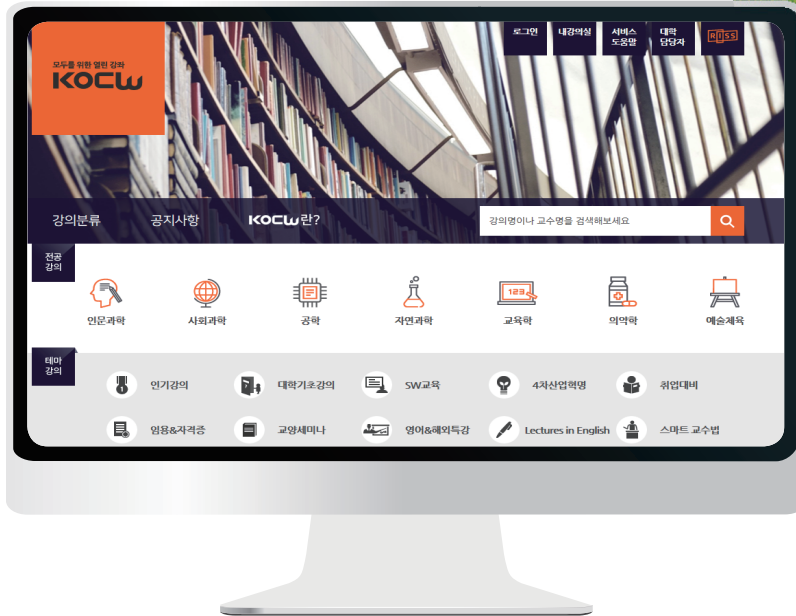 모두를 위한 열린 강좌
KOCW
로그인 내강의실 서비스 도움말 대학 담당자 RISS
강의분류 공지사항 KOCW란? 강의명이나 교수명을 검색해보세요
전공
강의
123
인문과학 사회과학 공학 자연과학 교육학 의약학 예술체육
테마
강의
1
인기강의 대학기초강의 SW교육 4차산업혁명 취업대비
임용&자격증 교양세미나 영어&해외특강 Lectures in English 스마트 교수법